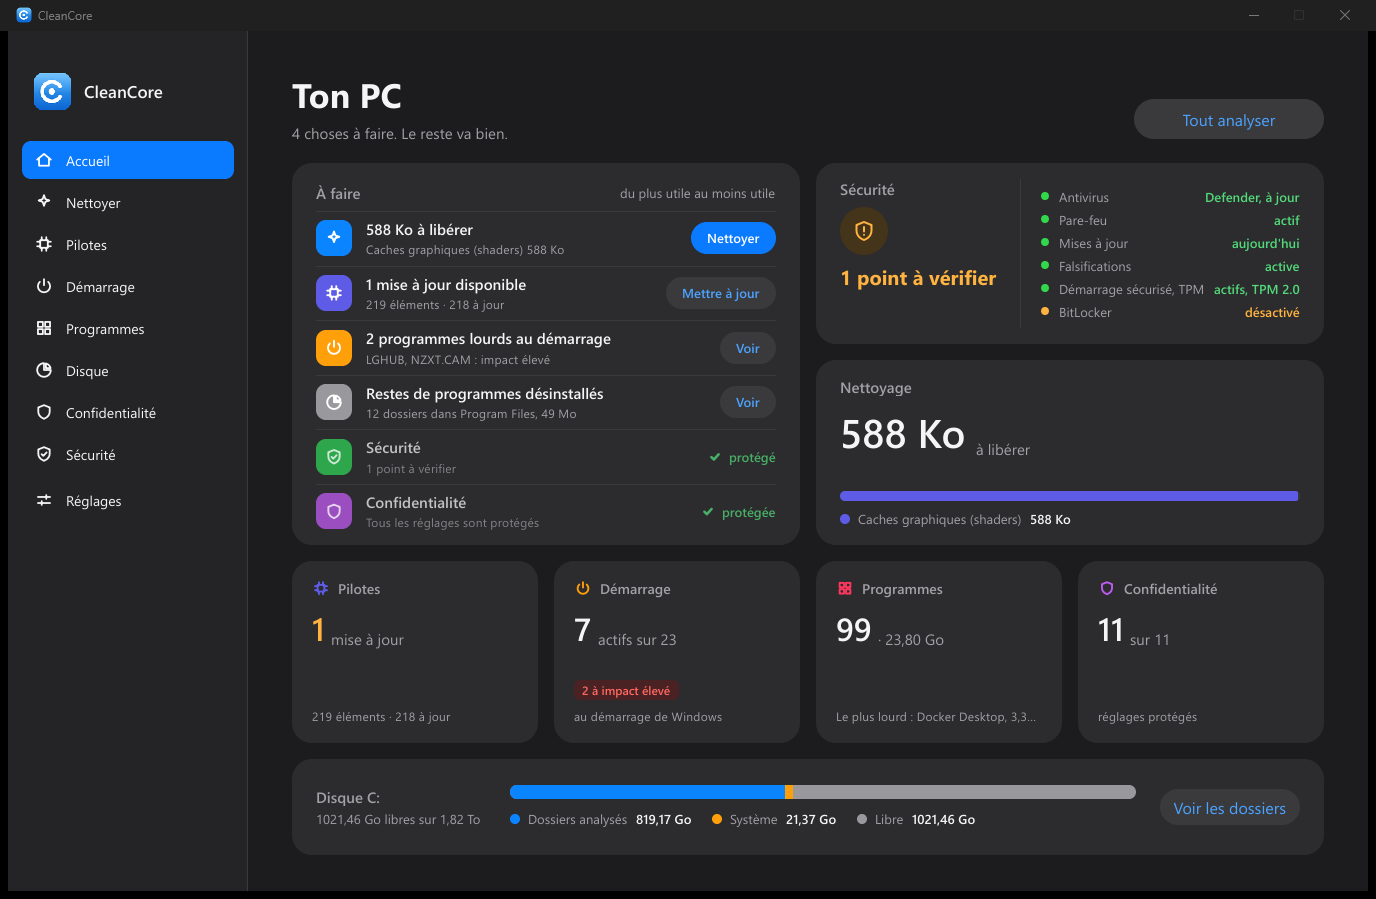 CleanCore
CleanCore
Accueil
Nettoyer
Pilotes
Démarrage
Programmes
Disque
Confidentialité
Sécurité
Réglages
Ton PC
4 choses à faire. Le reste va bien.
Tout analyser
À faire
du plus utile au moins utile
588 Ko à libérer
Caches graphiques (shaders) 588 Ko
Nettoyer
1 mise à jour disponible
219 éléments · 218 à jour
Mettre à jour
2 programmes lourds au démarrage
LGHUB, NZXT.CAM : impact élevé
Voir
Restes de programmes désinstallés
12 dossiers dans Program Files, 49 Mo
Voir
Sécurité
1 point à vérifier
protégé
Confidentialité
Tous les réglages sont protégés
protégée
Sécurité
1 point à vérifier
Antivirus Defender, à jour
Pare-feu actif
Mises à jour aujourd'hui
Falsifications active
Démarrage sécurisé, TPM actifs, TPM 2.0
BitLocker désactivé
Nettoyage
588 Ko à libérer
Caches graphiques (shaders) 588 Ko
Pilotes
1 mise à jour
219 éléments · 218 à jour
Démarrage
7 actifs sur 23
2 à impact élevé
au démarrage de Windows
Programmes
99 · 23,80 Go
Le plus lourd : Docker Desktop, 3,3...
Confidentialité
11 sur 11
réglages protégés
Disque C:
1021,46 Go libres sur 1,82 To
Dossiers analysés 819,17 Go Système 21,37 Go Libre 1021,46 Go
Voir les dossiers